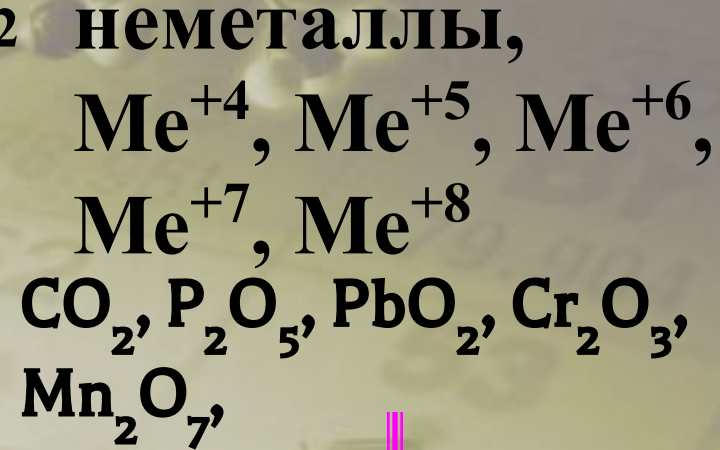 2 неметаллы,
Me⁺⁴, Me⁺⁵, Me⁺⁶,
Me⁺⁷, Me⁺⁸
CO₂, P₂O₅, PbO₂, Cr₂O₃,
Mn₂O₇,